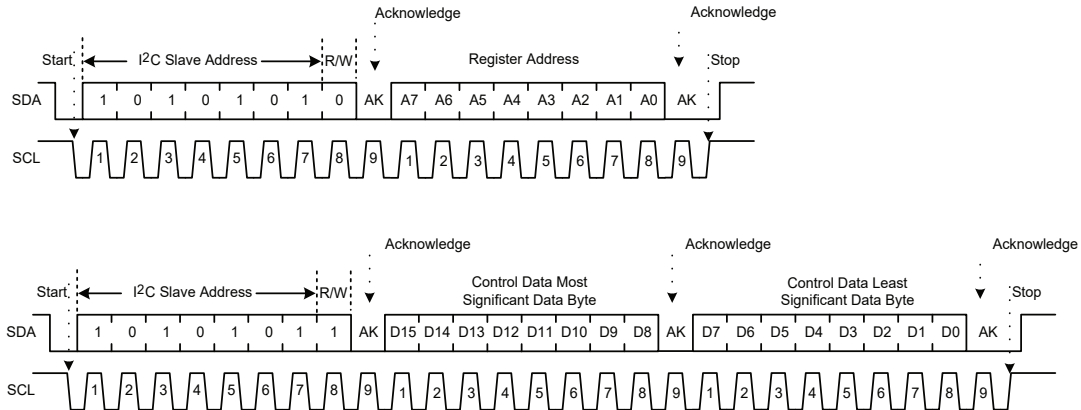 Acknowledge Acknowledge
Start I²C Slave Address R/W Register Address Stop
SDA 1 0 1 0 1 0 1 0 AK A7 A6 A5 A4 A3 A2 A1 A0 AK
SCL 1 2 3 4 5 6 7 8 9 1 2 3 4 5 6 7 8 9
Acknowledge Acknowledge Acknowledge
Start I²C Slave Address R/W Control Data Most Control Data Least Stop
Significant Data Byte Significant Data Byte
SDA 1 0 1 0 1 0 1 1 AK D15 D14 D13 D12 D11 D10 D9 D8 AK D7 D6 D5 D4 D3 D2 D1 D0 AK
SCL 1 2 3 4 5 6 7 8 9 1 2 3 4 5 6 7 8 9 1 2 3 4 5 6 7 8 9